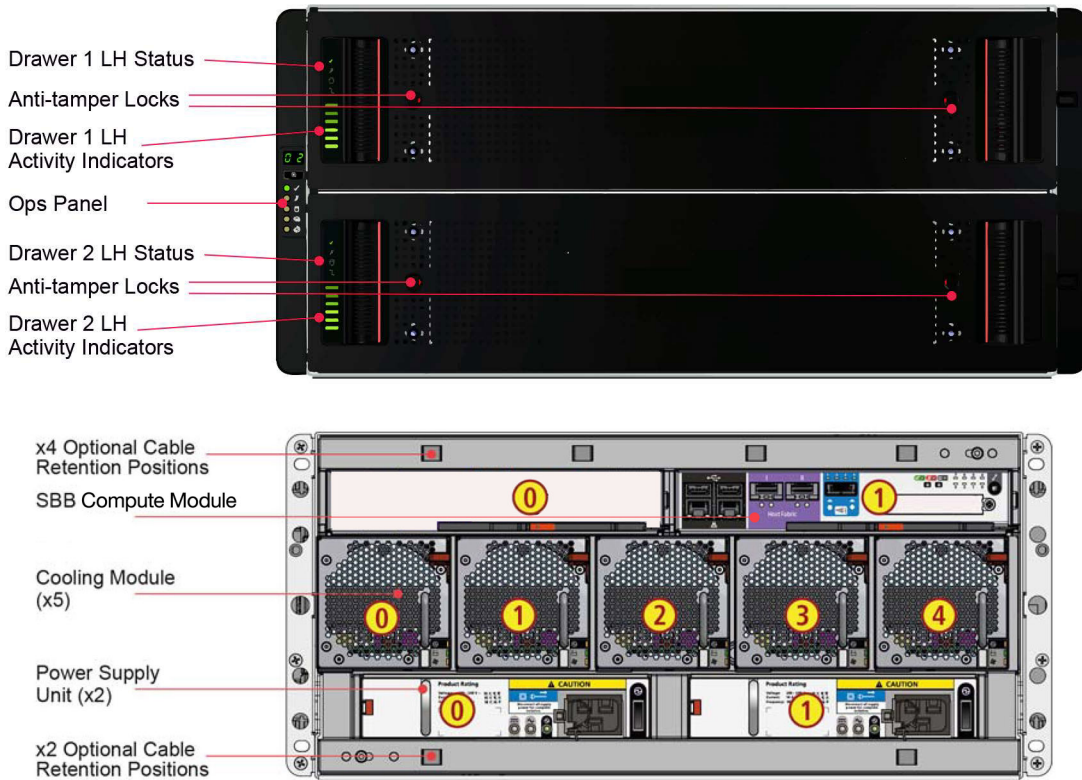 Drawer 1 LH Status
Anti-tamper Locks
Drawer 1 LH
Activity Indicators
02
Ops Panel
Drawer 2 LH Status
Anti-tamper Locks
Drawer 2 LH
Activity Indicators
x4 Optional Cable
Retention Positions
SBB Compute Module
0
1
Host Fabric
Cooling Module
(x5)
0
1
2
3
4
Power Supply
Unit (x2)
Product Rating
CAUTION
0
Product Rating
CAUTION
1
x2 Optional Cable
Retention Positions